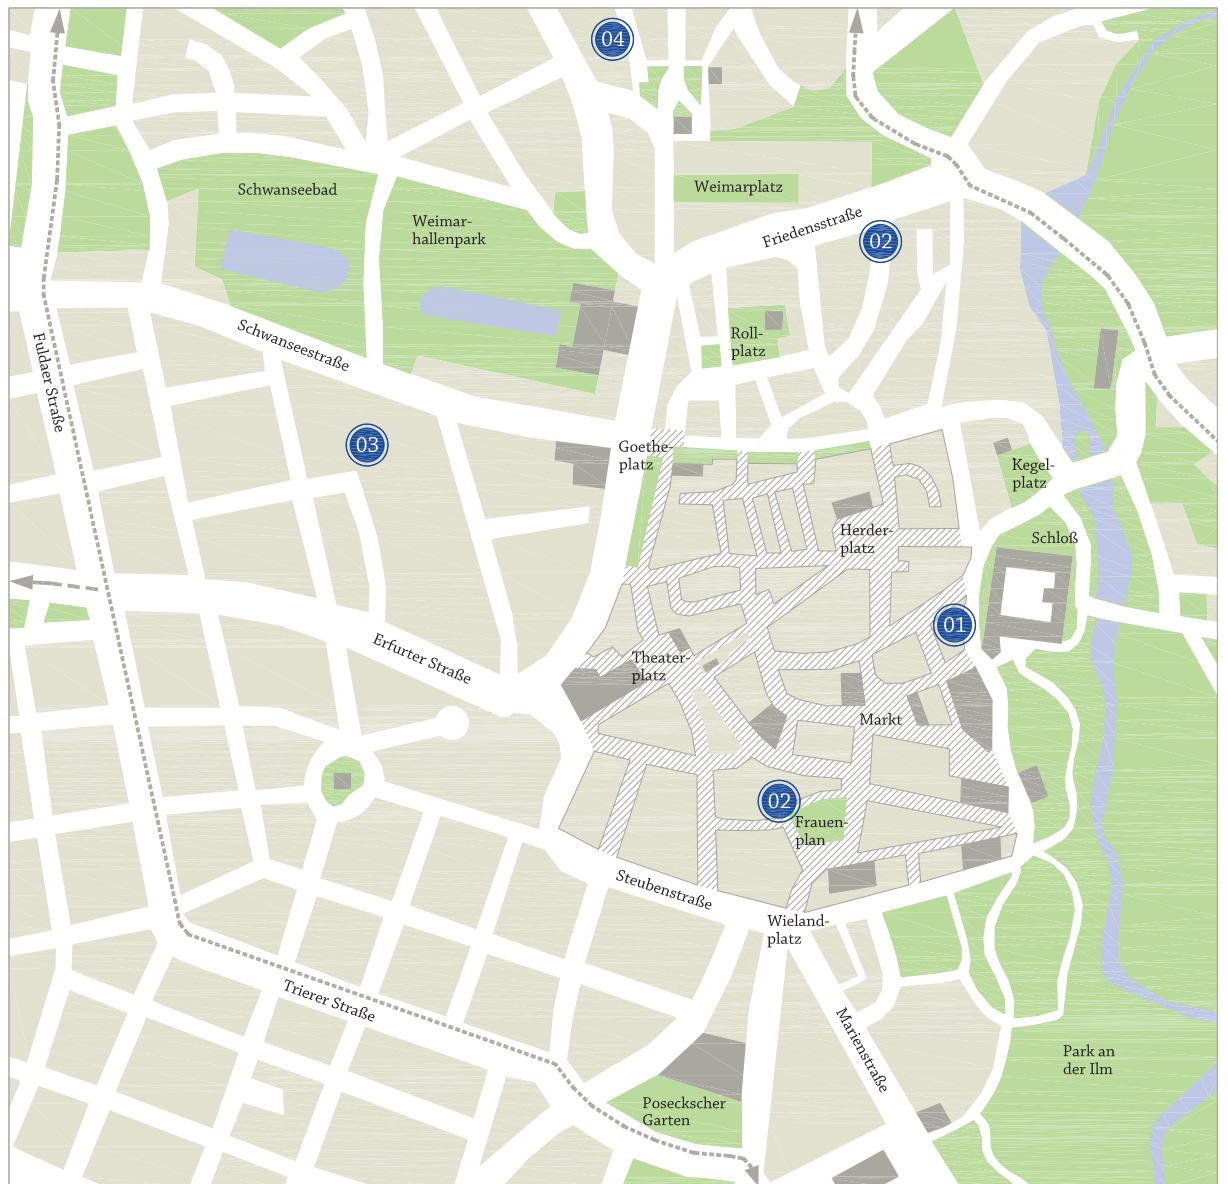 04
Schwanseebad
Weimarplatz
Weimar-
hallenpark
Friedensstraße
02
Schwanseestraße
Roll-
platz
Fuldaer Straße
03
Goethe-
platz
Kegel-
platz
Herder-
platz
Schloß
01
Erfurter Straße
Theater-
platz
Markt
02
Frauen-
plan
Steubenstraße
Wieland-
platz
Trierer Straße
Marienstraße
Park an
der Ilm
Poseckscher
Garten